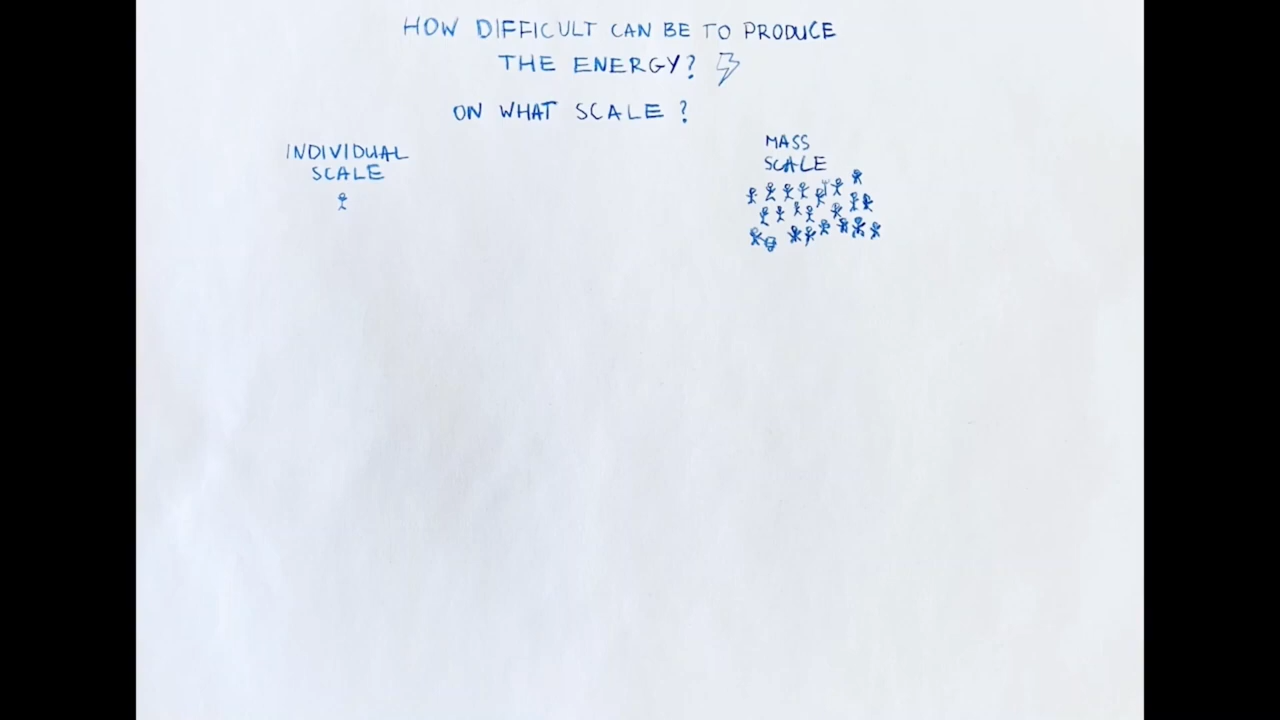 HOW DIFFICULT CAN BE TO PRODUCE
THE ENERGY?
ON WHAT SCALE?
INDIVIDUAL
SCALE
MASS
SCALE